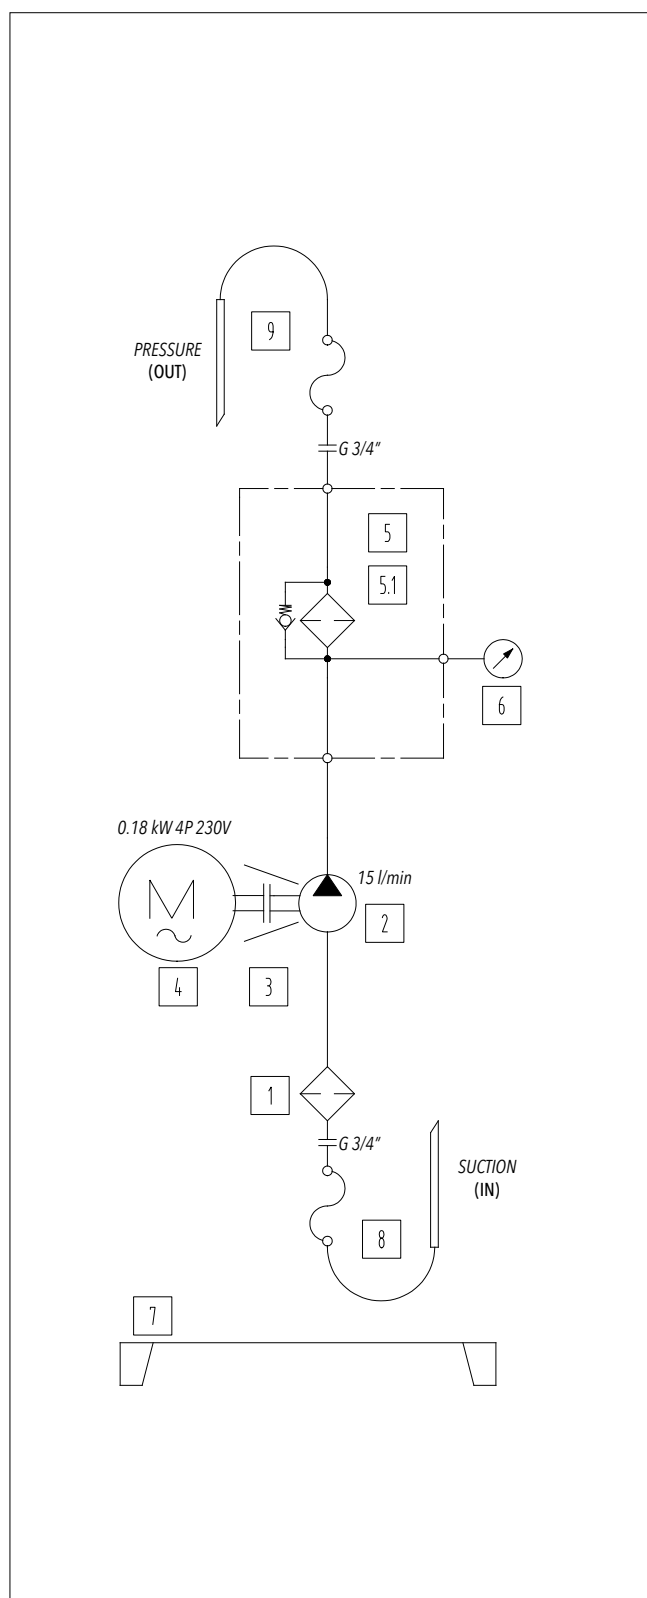 9
PRESSURE
(OUT)
G 3/4"
5
5.1
6
0.18 kW 4P 230V
15 l/min
2
4
3
1
G 3/4"
SUCTION
(IN)
8
7
M